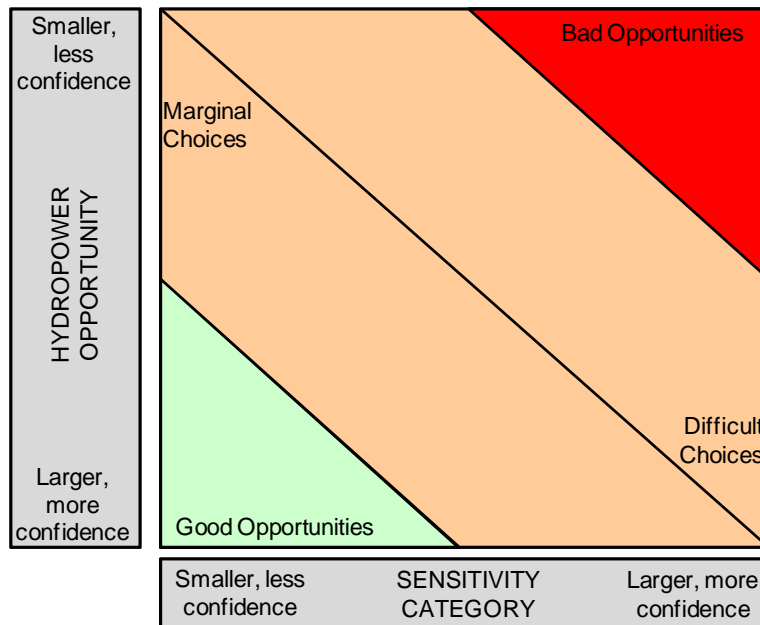 Smaller,
less
confidence
HYDROPOWER
OPPORTUNITY
Larger,
more
confidence
Bad Opportunities
Marginal
Choices
Difficult
Choices
Good Opportunities
Smaller, less
confidence
SENSITIVITY
CATEGORY
Larger, more
confidence